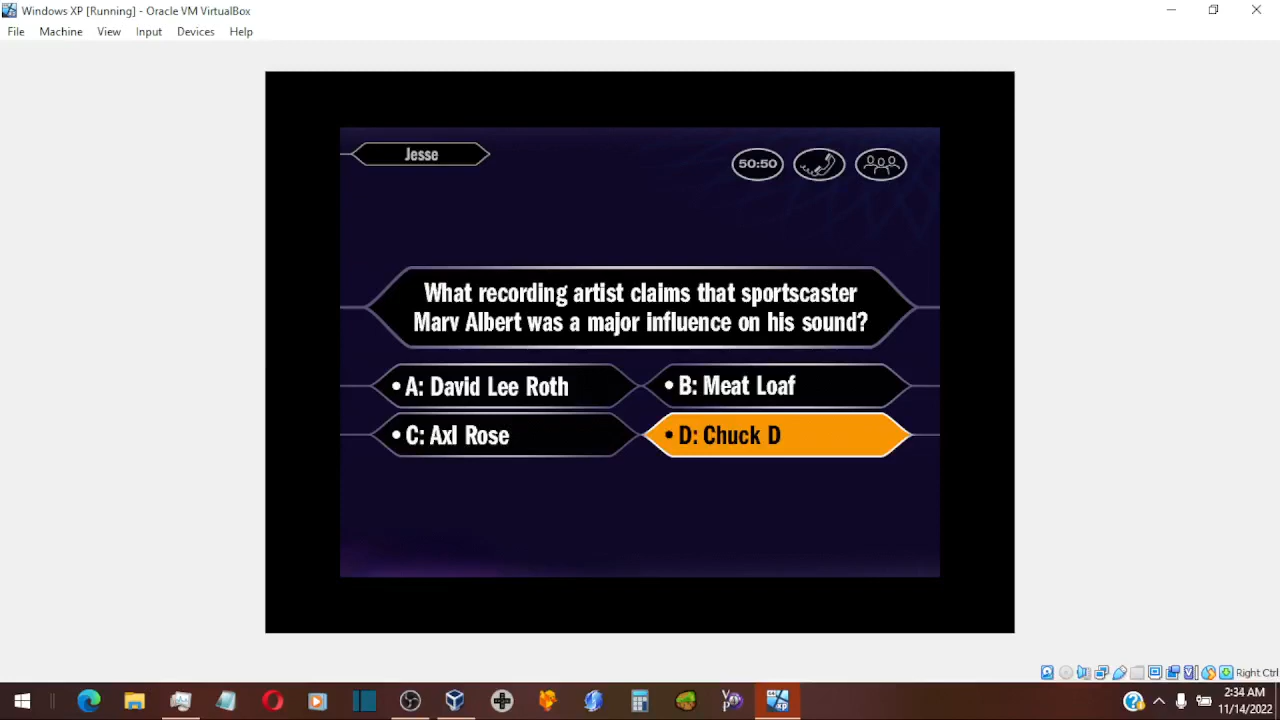 Windows XP [Running] - Oracle VM VirtualBox
File Machine View Input Devices Help
Jesse
50:50
What recording artist claims that sportscaster
Marv Albert was a major influence on his sound?
• A: David Lee Roth
• B: Meat Loaf
• C: Axl Rose
• D: Chuck D
Right Ctrl
2:34 AM
11/14/2022